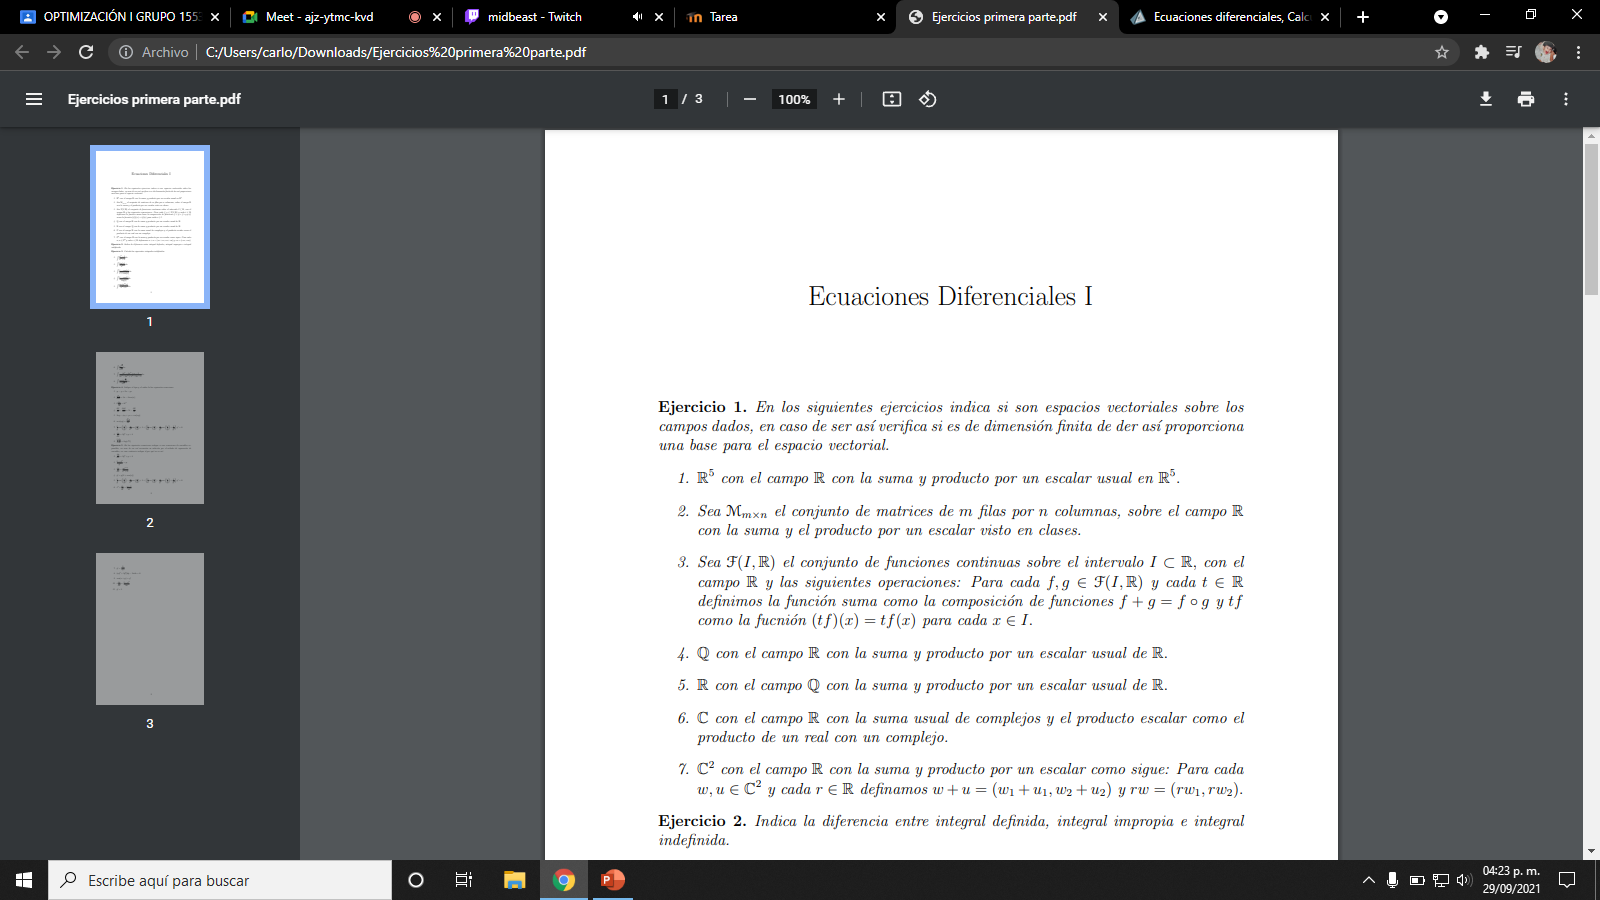 OPTIMIZACIÓN I GRUPO 155
Meet - ajz-ytmc-kvd
midbeast - Twitch
Tarea
Ejercicios primera parte.pdf
Ecuaciones diferenciales, Calc
Archivo C:/Users/carlo/Downloads/Ejercicios%20primera%20parte.pdf
Ejercicios primera parte.pdf
1 / 3
100%
1
2
3
Ecuaciones Diferenciales I
Ejercicio 1. En los siguientes ejercicios indica si son espacios vectoriales sobre los
campos dados, en caso de ser así verifica si es de dimensión finita de der así proporciona
una base para el espacio vectorial.
1. ℝ⁵ con el campo ℝ con la suma y producto por un escalar usual en ℝ⁵.
2. Sea ℳₘₓₙ el conjunto de matrices de m filas por n columnas, sobre el campo ℝ
con la suma y el producto por un escalar visto en clases.
3. Sea ℱ(I, ℝ) el conjunto de funciones continuas sobre el intervalo I ⊂ ℝ, con el
campo ℝ y las siguientes operaciones: Para cada f, g ∈ ℱ(I, ℝ) y cada t ∈ ℝ
definimos la función suma como la composición de funciones f + g = f ∘ g y tf
como la fucnión (tf)(x) = tf(x) para cada x ∈ I.
4. ℚ con el campo ℝ con la suma y producto por un escalar usual de ℝ.
5. ℝ con el campo ℚ con la suma y producto por un escalar usual de ℝ.
6. ℂ con el campo ℝ con la suma usual de complejos y el producto escalar como el
producto de un real con un complejo.
7. ℂ² con el campo ℝ con la suma y producto por un escalar como sigue: Para cada
w, u ∈ ℂ² y cada r ∈ ℝ definamos w + u = (w₁ + u₁, w₂ + u₂) y rw = (rw₁, rw₂).
Ejercicio 2. Indica la diferencia entre integral definida, integral impropia e integral
indefinida.
Escribe aquí para buscar
04:23 p. m.
29/09/2021